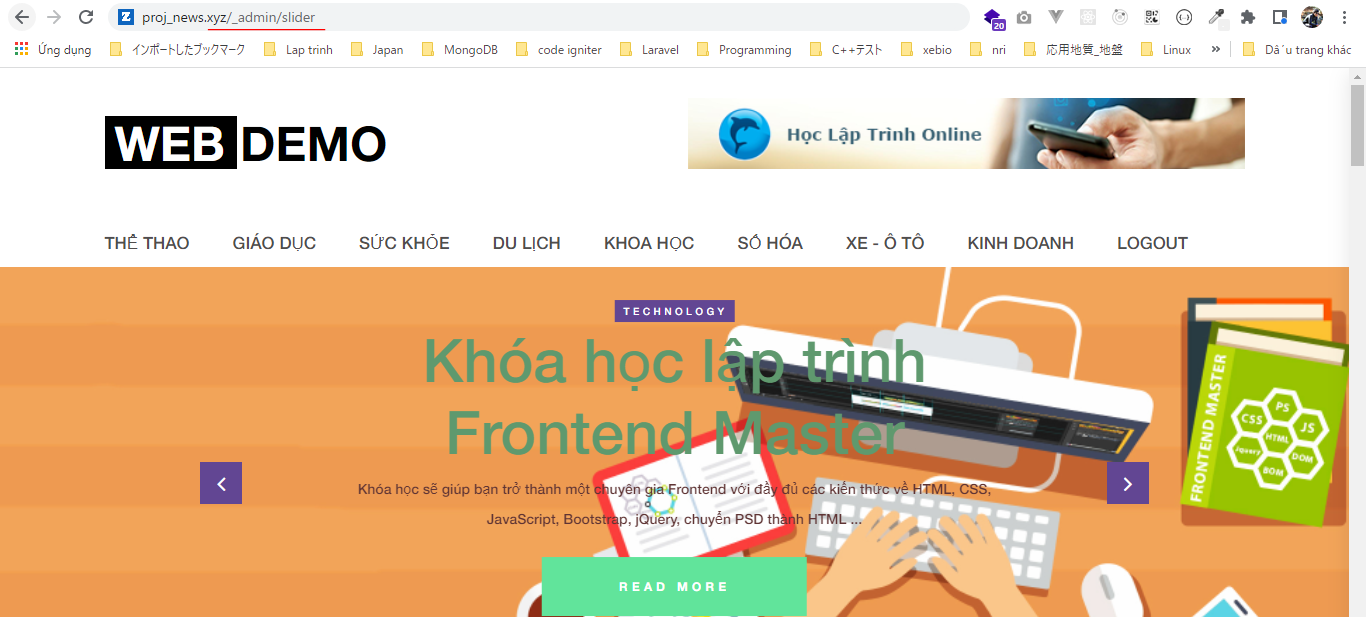 proj_news.xyz/_admin/slider
20
Ứng dụng インポートしたブックマーク Lap trinh Japan MongoDB code igniter Laravel Programming C++テスト xebio nri 応用地質_地盤 Linux » Dấu trang khác
WEB DEMO
Học Lập Trình Online
THỂ THAO GIÁO DỤC SỨC KHỎE DU LỊCH KHOA HỌC SỐ HÓA XE - Ô TÔ KINH DOANH LOGOUT
TECHNOLOGY
Khóa học lập trình
Frontend Master
Khóa học sẽ giúp bạn trở thành một chuyên gia Frontend với đầy đủ các kiến thức về HTML, CSS,
JavaScript, Bootstrap, jQuery, chuyển PSD thành HTML ...
READ MORE
FRONTEND MASTER
PS
CSS
JS
HTML
Jquery
DOM
BOM